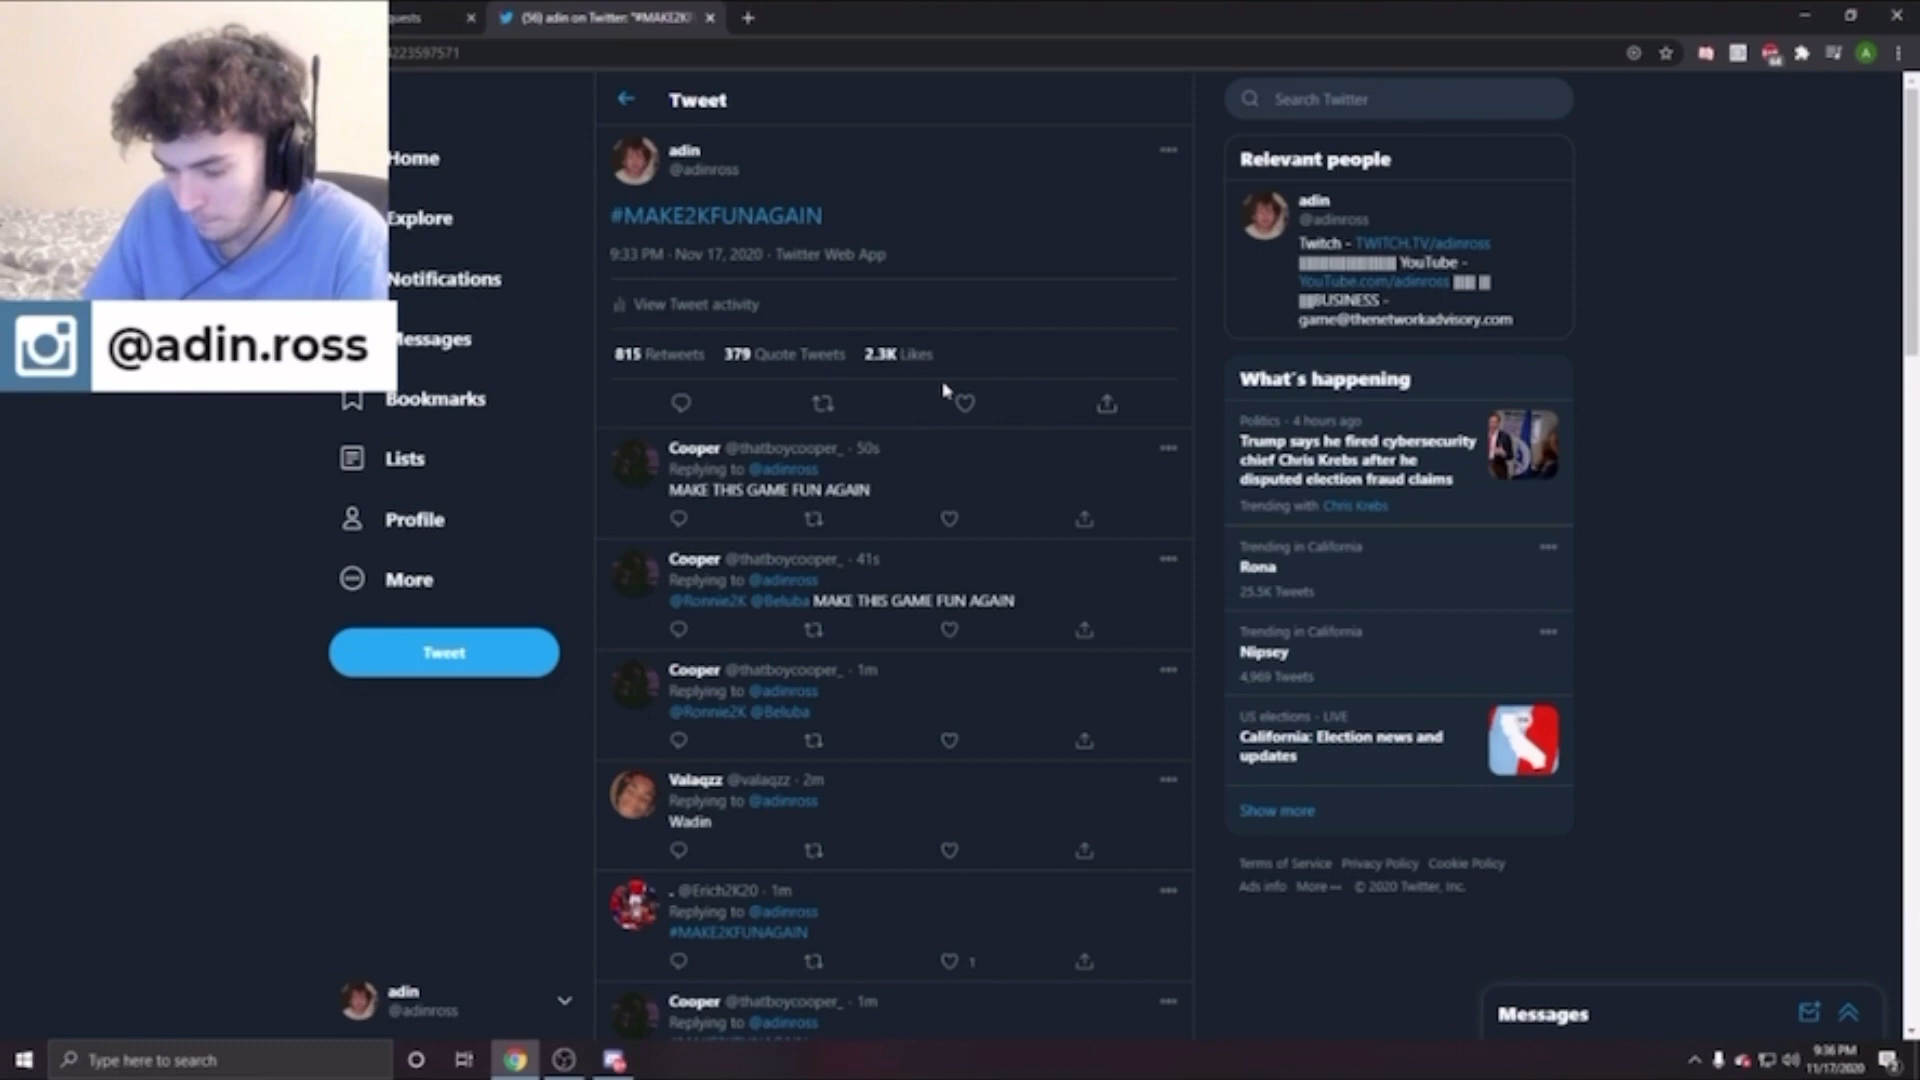 quests
(56) adin on Twitter: "#MAKE2KF
223597571
A
@adin.ross
Home
Explore
Notifications
Messages
Bookmarks
Lists
Profile
More
Tweet
adin
@adinross
Tweet
adin
@adinross
#MAKE2KFUNAGAIN
9:33 PM · Nov 17, 2020 · Twitter Web App
View Tweet activity
815 Retweets 379 Quote Tweets 2.3K Likes
Cooper @thatboycooper_ · 50s
Replying to @adinross
MAKE THIS GAME FUN AGAIN
Cooper @thatboycooper_ · 41s
Replying to @adinross
@Ronnie2K @Beluba MAKE THIS GAME FUN AGAIN
Cooper @thatboycooper_ · 1m
Replying to @adinross
@Ronnie2K @Beluba
Valaqzz @valaqzz · 2m
Replying to @adinross
Wadin
. @Erich2K20 · 1m
Replying to @adinross
#MAKE2KFUNAGAIN
1
Cooper @thatboycooper_ · 1m
Replying to @adinross
Search Twitter
Relevant people
adin
@adinross
Twitch - TWITCH.TV/adinross
YouTube -
YouTube.com/adinross
BUSINESS -
game@thenetworkadvisory.com
What's happening
Politics · 4 hours ago
Trump says he fired cybersecurity
chief Chris Krebs after he
disputed election fraud claims
Trending with Chris Krebs
Trending in California
Rona
25.5K Tweets
Trending in California
Nipsey
4,969 Tweets
US elections · LIVE
California: Election news and
updates
Show more
Terms of Service Privacy Policy Cookie Policy
Ads info More ··· © 2020 Twitter, Inc.
Messages
Type here to search
9:36 PM
11/17/2020